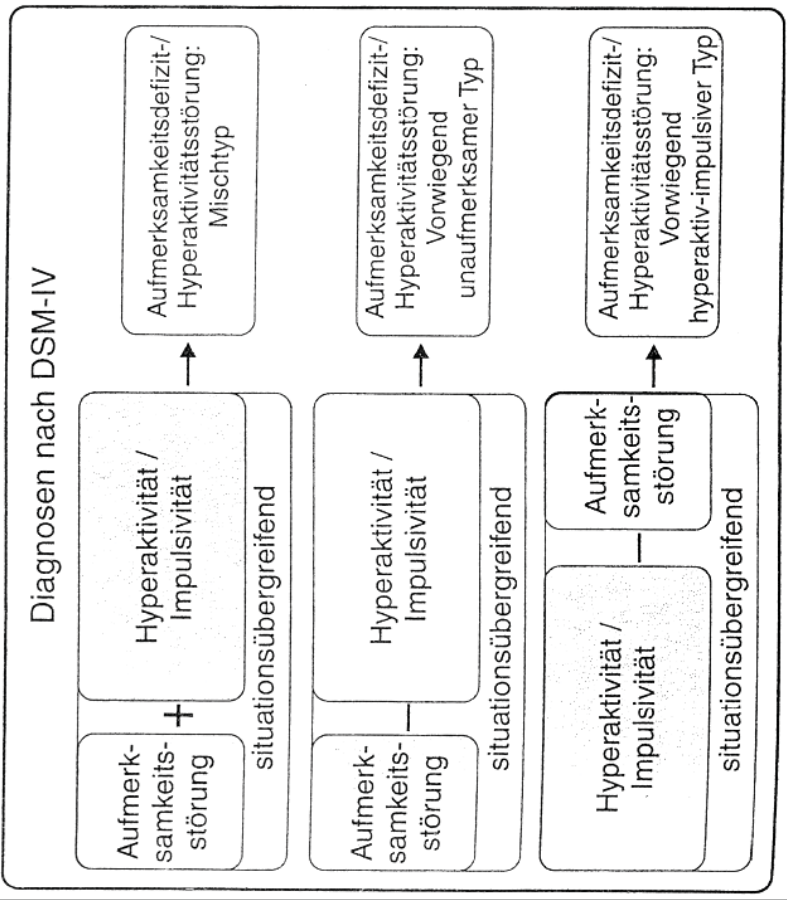 Diagnosen nach DSM-IV
Aufmerk-
samkeits-
störung
+
Hyperaktivität /
Impulsivität
situationsübergreifend
Aufmerksamkeitsdefizit-/
Hyperaktivitätsstörung:
Mischtyp
Aufmerk-
samkeits-
störung
–
Hyperaktivität /
Impulsivität
situationsübergreifend
Aufmerksamkeitsdefizit-/
Hyperaktivitätsstörung:
Vorwiegend
unaufmerksamer Typ
Hyperaktivität /
Impulsivität
–
Aufmerk-
samkeits-
störung
situationsübergreifend
Aufmerksamkeitsdefizit-/
Hyperaktivitätsstörung:
Vorwiegend
hyperaktiv-impulsiver Typ